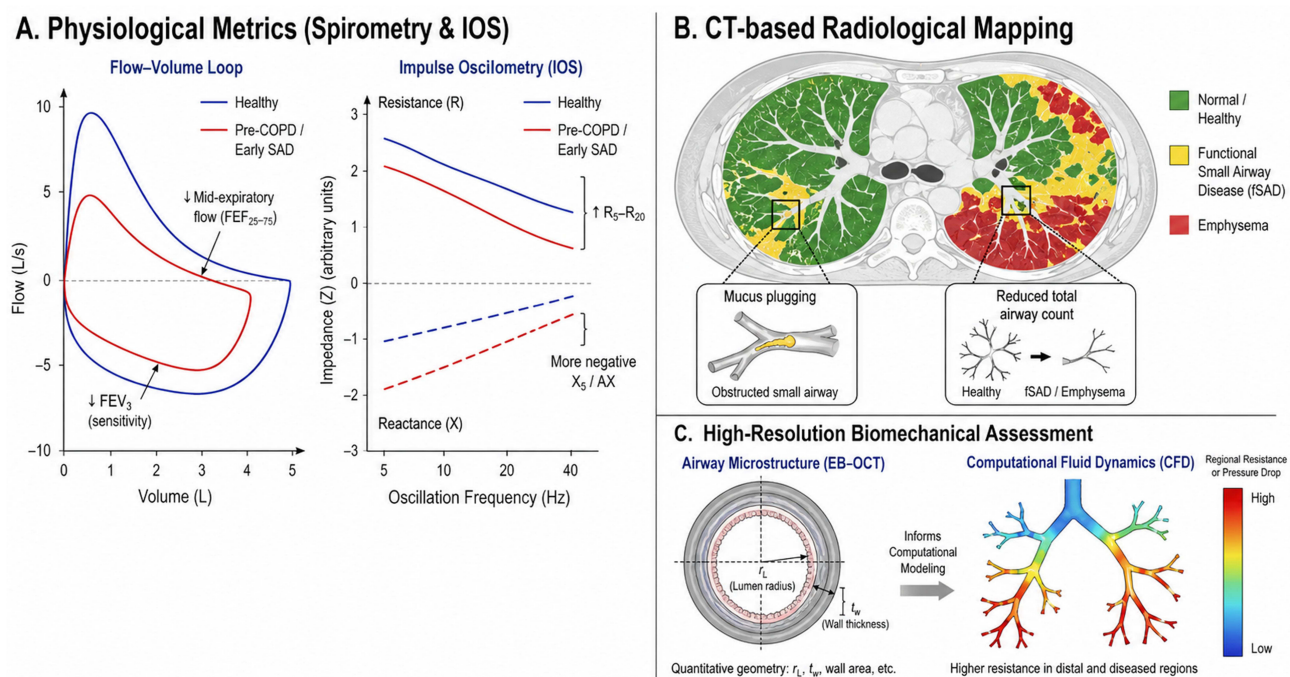 A. Physiological Metrics (Spirometry & IOS)
Flow–Volume Loop
Healthy
Pre-COPD /
Early SAD
↓ Mid-expiratory
flow (FEF25–75)
↓ FEV3
(sensitivity)
Flow (L/s)
10
5
0
−5
−10
0
1
2
3
4
5
Volume (L)
Impulse Oscilometry (IOS)
Resistance (R)
Healthy
Pre-COPD /
Early SAD
↑ R5–R20
More negative
X5 / AX
Reactance (X)
Impedance (Z) (arbitrary units)
3
2
1
0
−1
−2
−3
5
10
20
40
Oscillation Frequency (Hz)
B. CT-based Radiological Mapping
Normal /
Healthy
Functional
Small Airway
Disease (fSAD)
Emphysema
Mucus plugging
Obstructed small airway
Reduced total
airway count
Healthy
fSAD / Emphysema
C. High-Resolution Biomechanical Assessment
Airway Microstructure (EB–OCT)
rL
(Lumen radius)
tw
(Wall thickness)
Quantitative geometry: rL, tw, wall area, etc.
Informs
Computational
Modeling
Computational Fluid Dynamics (CFD)
Higher resistance in distal and diseased regions
Regional Resistance
or Pressure Drop
High
Low